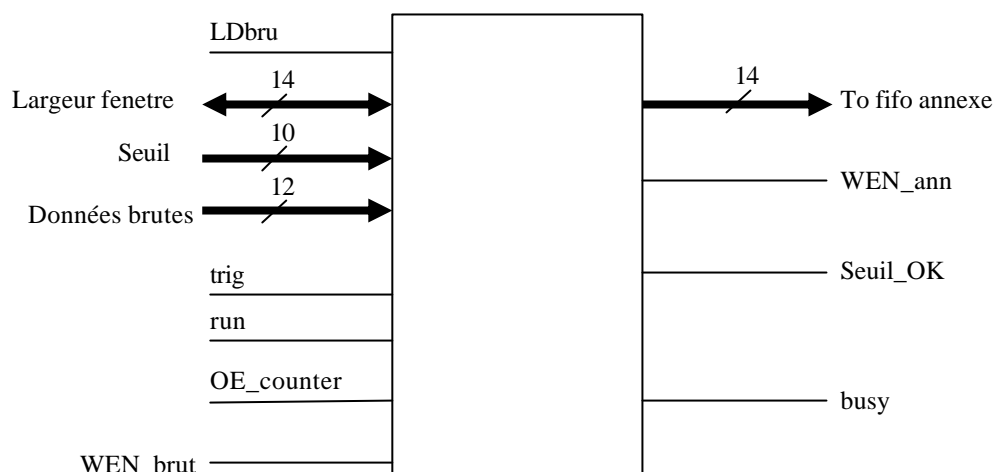 LDbru
14
Largeur fenetre
10
Seuil
12
Données brutes
trig
run
OE_counter
WEN_brut
14
To fifo annexe
WEN_ann
Seuil_OK
busy